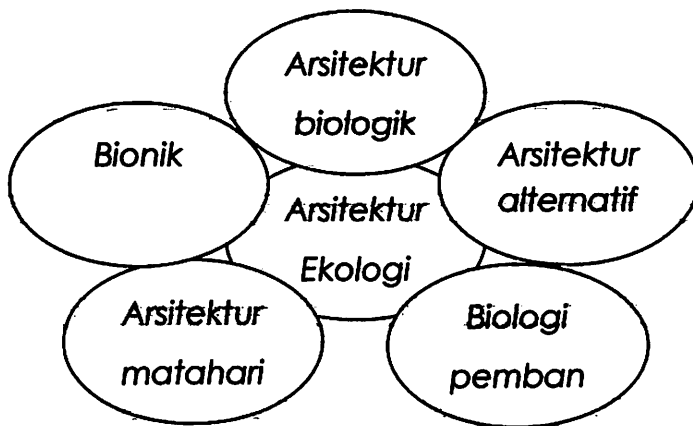 Arsitektur
biologik
Bionik
Arsitektur
alternatif
Arsitektur
Ekologi
Arsitektur
matahari
Biologi
pemban